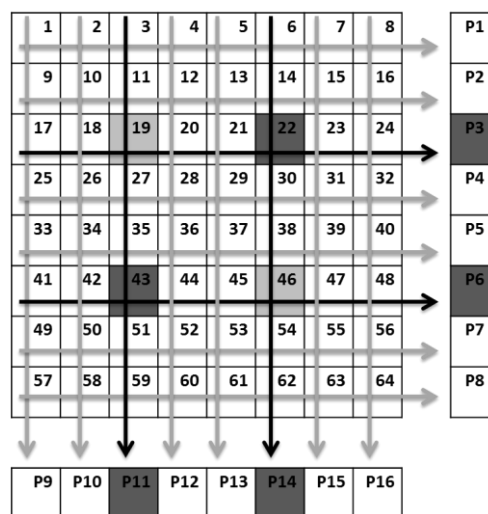 1 2 3 4 5 6 7 8 P1
9 10 11 12 13 14 15 16 P2
17 18 19 20 21 22 23 24 P3
25 26 27 28 29 30 31 32 P4
33 34 35 36 37 38 39 40 P5
41 42 43 44 45 46 47 48 P6
49 50 51 52 53 54 55 56 P7
57 58 59 60 61 62 63 64 P8
P9 P10 P11 P12 P13 P14 P15 P16